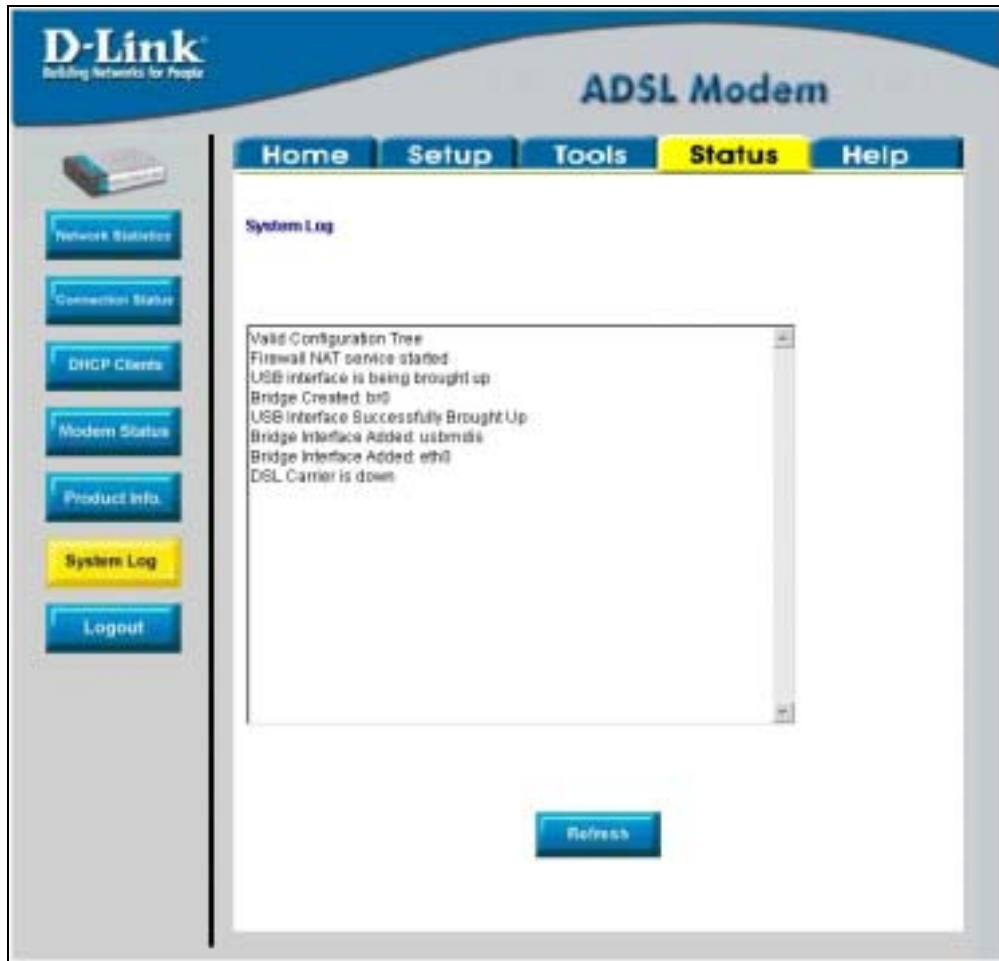 D-Link
Building Networks for People
ADSL Modem
Home Setup Tools Status Help
Network Statistics
Connection Status
DHCP Clients
Modem Status
Product Info.
System Log
Logout
System Log
Valid Configuration Tree
Firewall NAT service started
USB interface is being brought up
Bridge Created: br0
USB Interface Successfully Brought Up
Bridge Interface Added:
Bridge Interface Added: eth0
DSL Carrier is down
Refresh